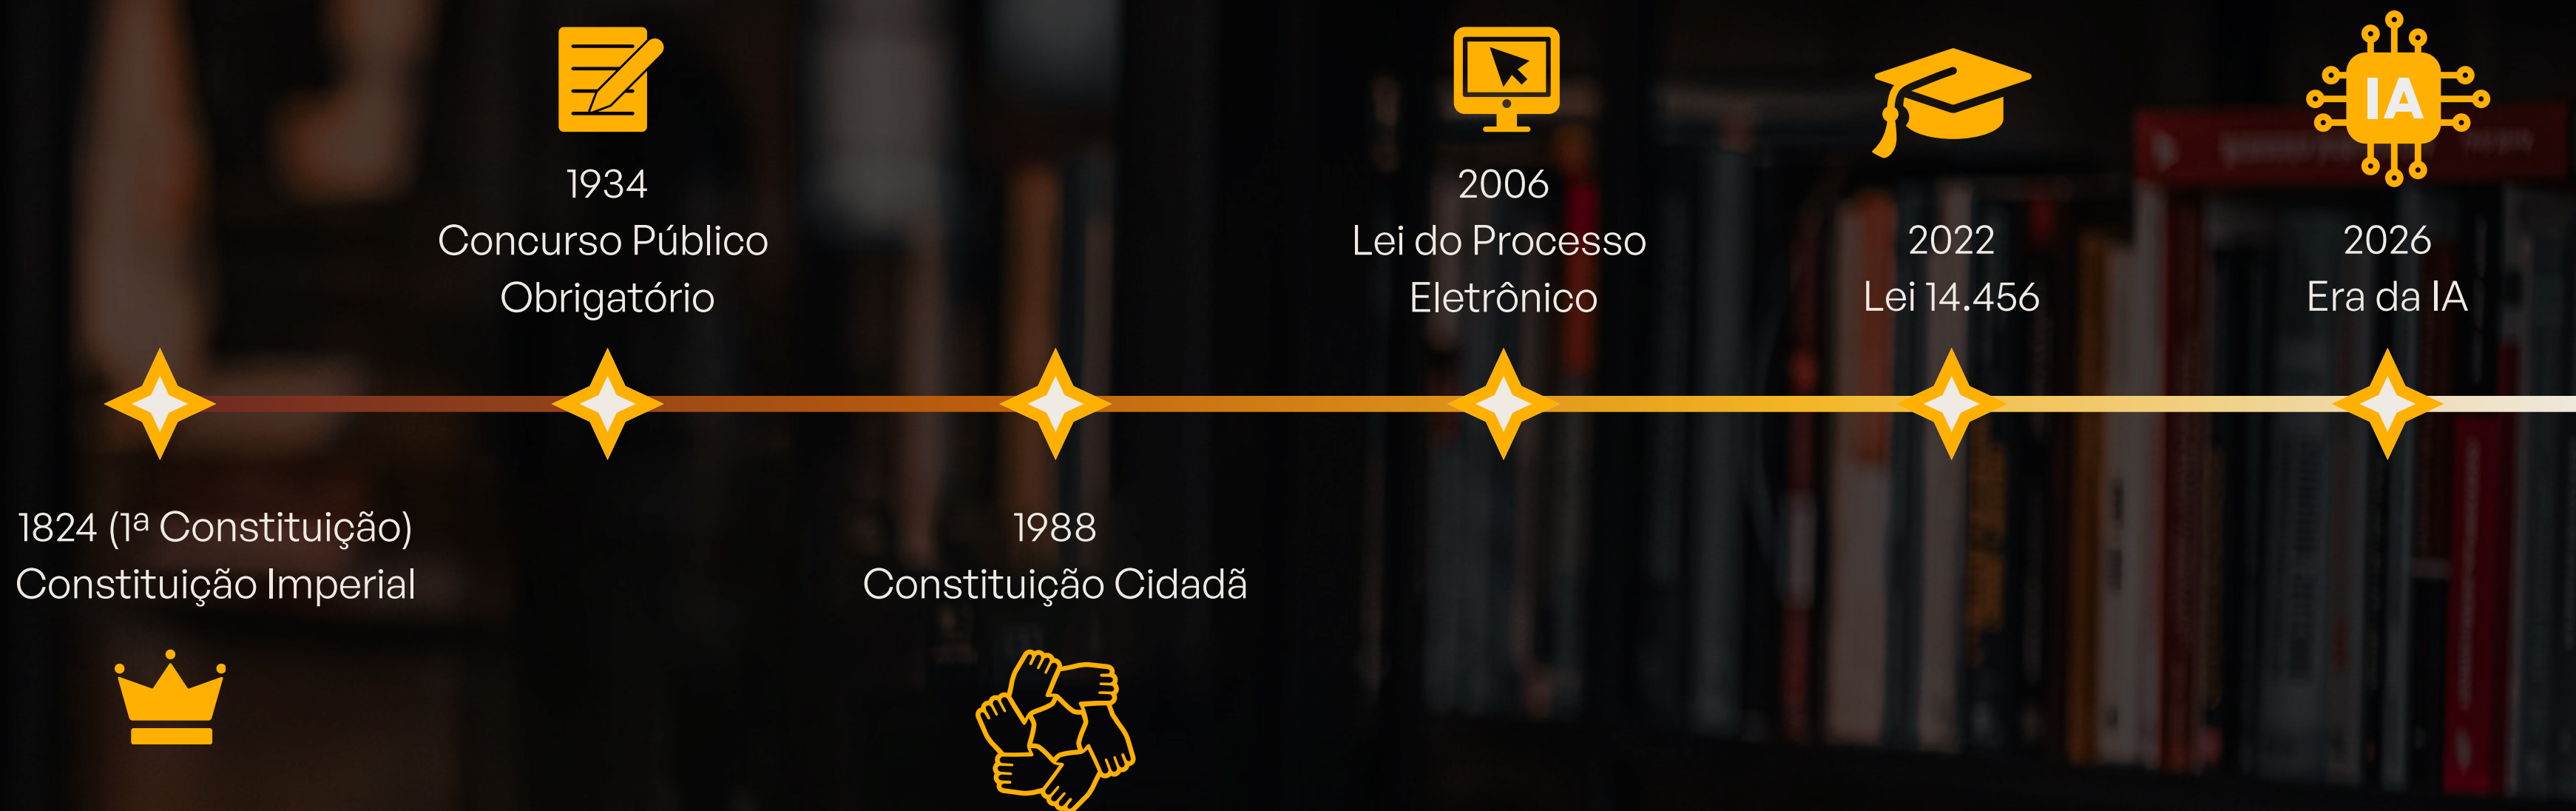 1934
Concurso Público
Obrigatório
2006
Lei do Processo
Eletrônico
2022
Lei 14.456
IA
2026
Era da IA
1824 (1ª Constituição)
Constituição Imperial
1988
Constituição Cidadã